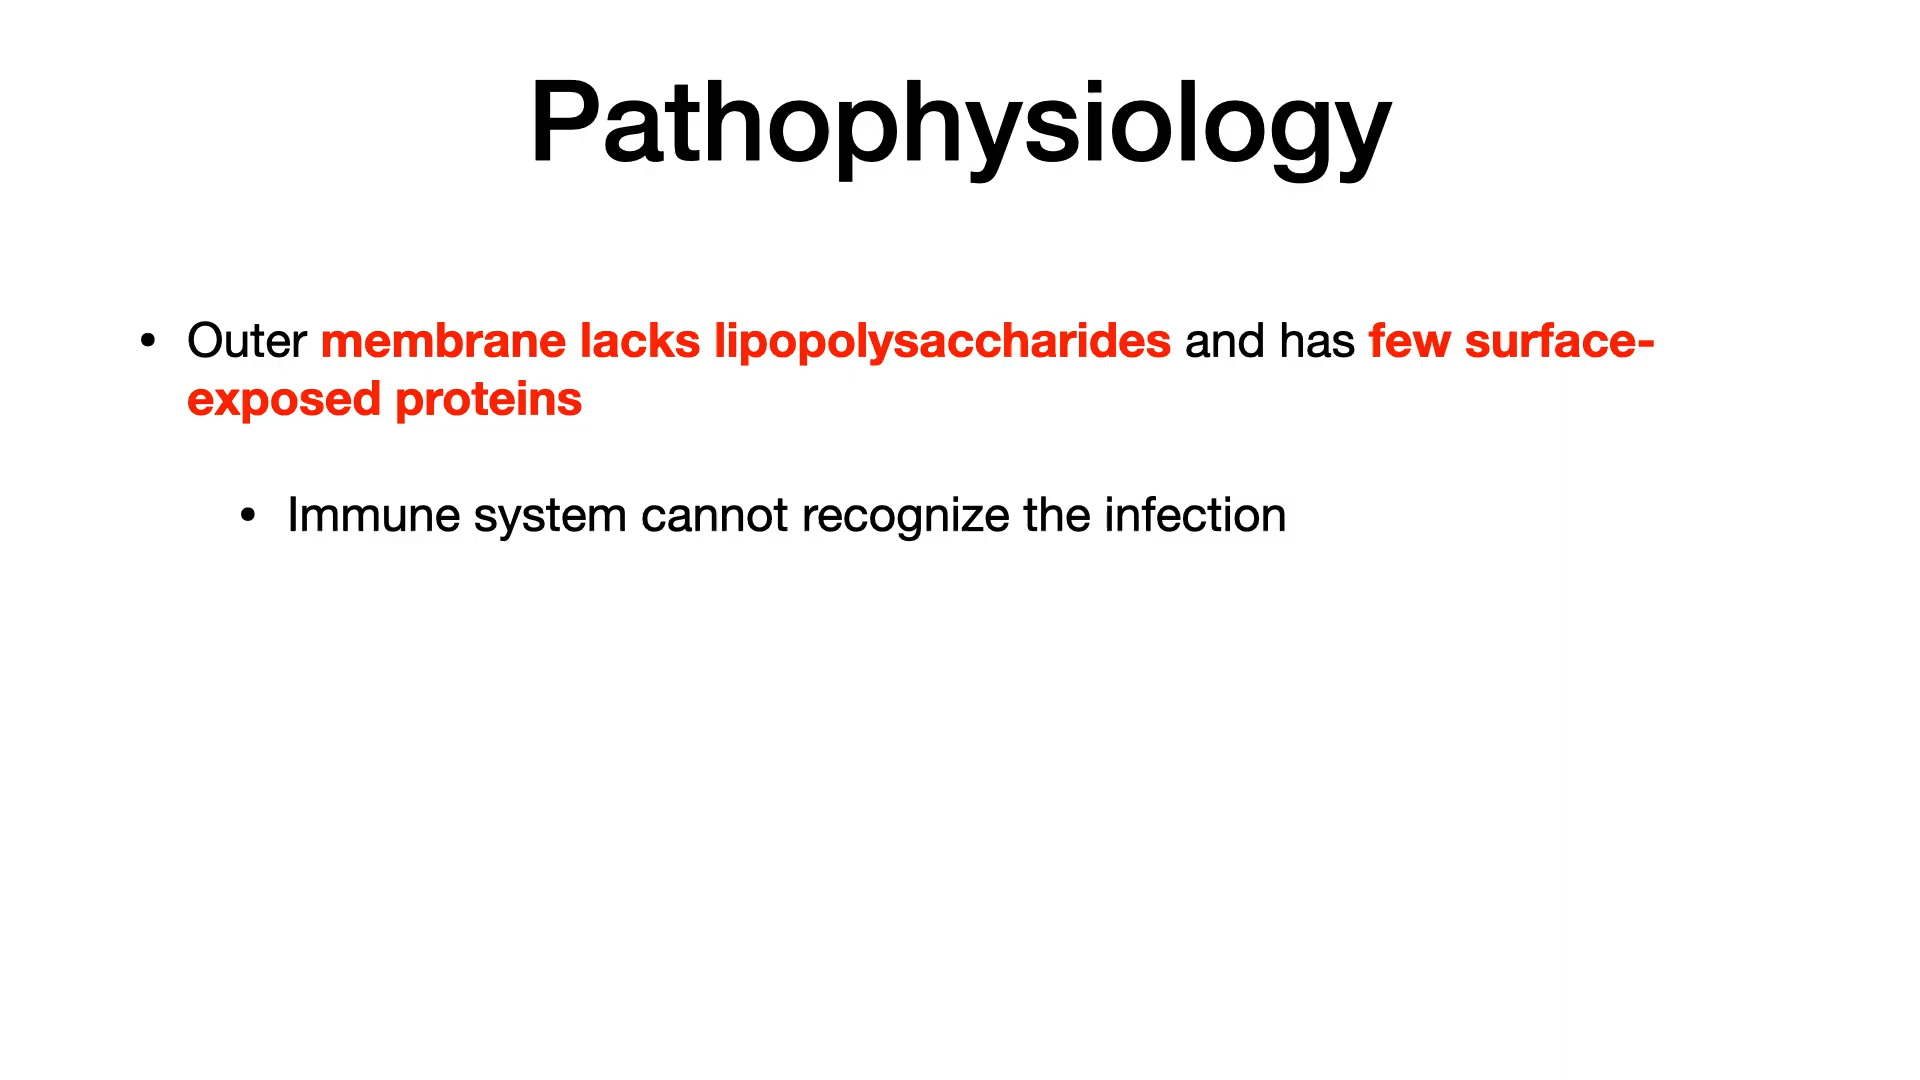 Pathophysiology
• Outer membrane lacks lipopolysaccharides and has few surface-
exposed proteins
• Immune system cannot recognize the infection